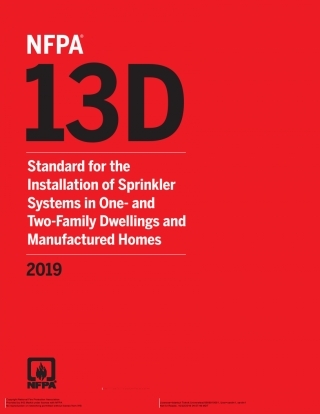 NFPA®
13D
Standard for the
Installation of Sprinkler
Systems in One- and
Two-Family Dwellings and
Manufactured Homes
2019
NFPA®